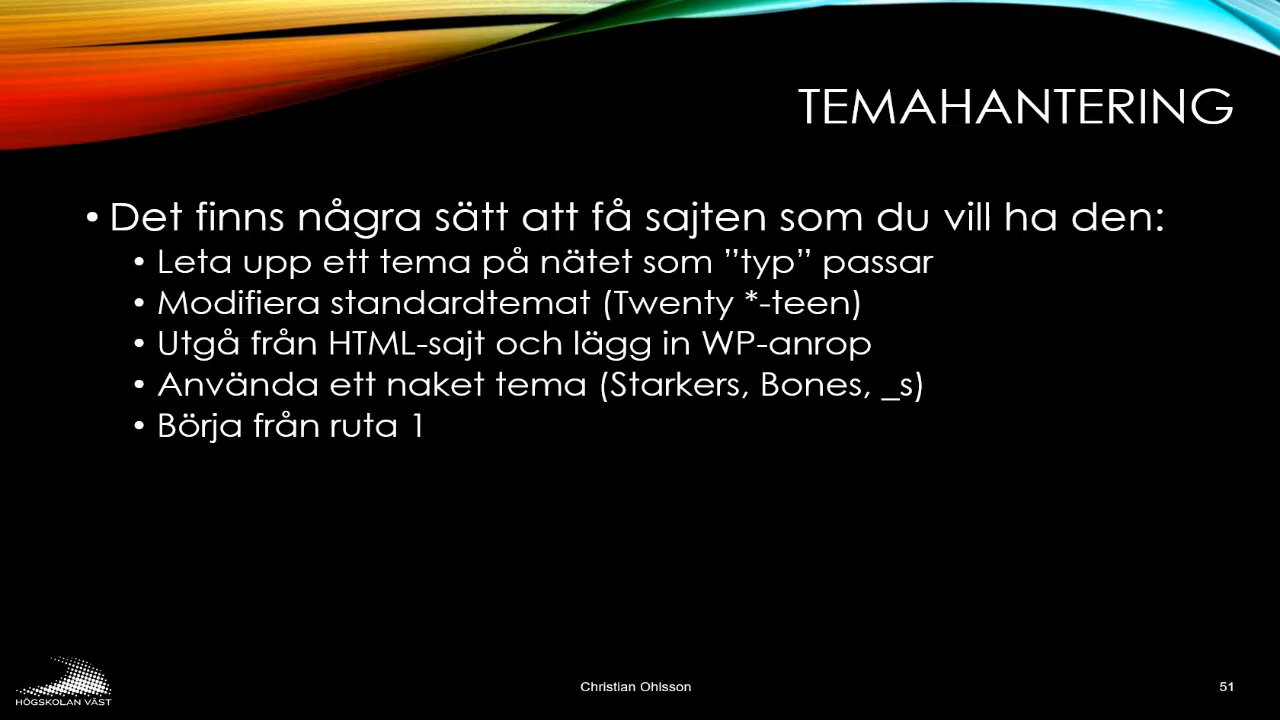 TEMAHANTERING
• Det finns några sätt att få sajten som du vill ha den:
• Leta upp ett tema på nätet som ”typ” passar
• Modifiera standardtemat (Twenty *-teen)
• Utgå från HTML-sajt och lägg in WP-anrop
• Använda ett naket tema (Starkers, Bones, _s)
• Börja från ruta 1
HÖGSKOLAN VÄST
Christian Ohlsson
51